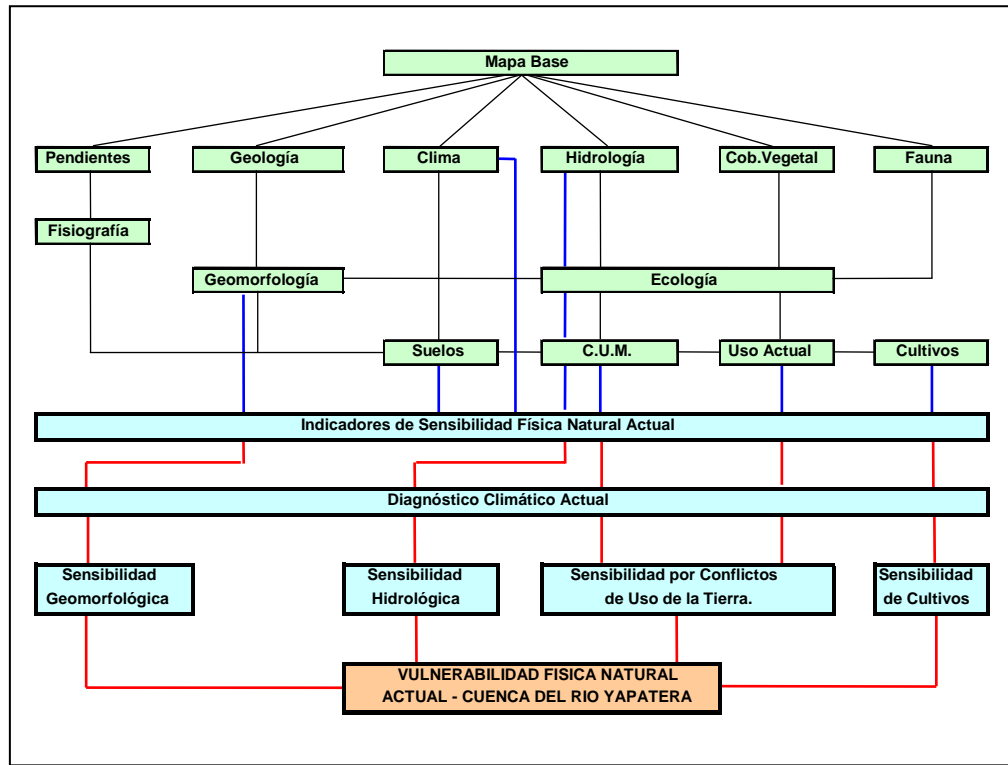 Mapa Base
Pendientes
Geología
Clima
Hidrología
Cob.Vegetal
Fauna
Fisiografía
Geomorfología
Ecología
Suelos
C.U.M.
Uso Actual
Cultivos
Indicadores de Sensibilidad Física Natural Actual
Diagnóstico Climático Actual
Sensibilidad
Geomorfológica
Sensibilidad
Hidrológica
Sensibilidad por Conflictos
de Uso de la Tierra.
Sensibilidad
de Cultivos
VULNERABILIDAD FISICA NATURAL
ACTUAL - CUENCA DEL RIO YAPATERA